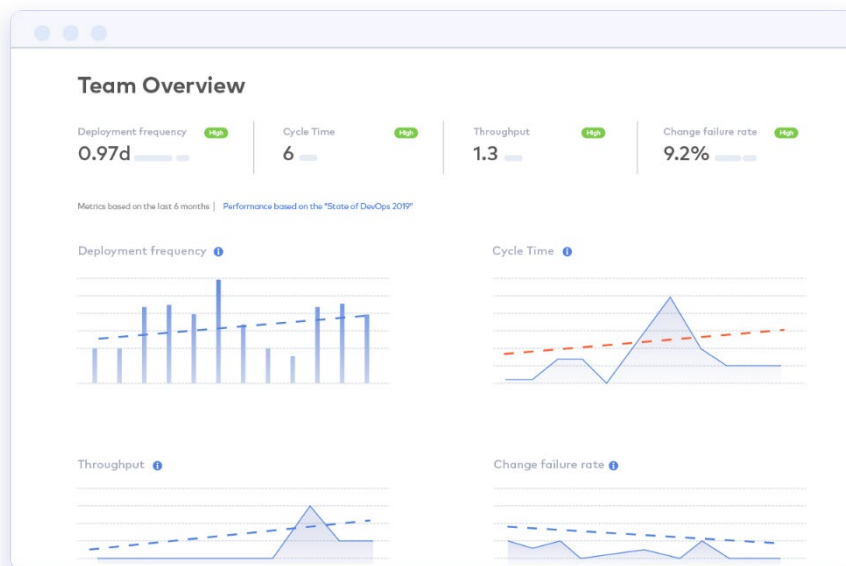 Team Overview
Deployment frequency High
0.97d
Cycle Time High
6
Throughput High
1.3
Change failure rate High
9.2%
Metrics based on the last 6 months | Performance based on the "State of DevOps 2019"
Deployment frequency i
Cycle Time i
Throughput i
Change failure rate i